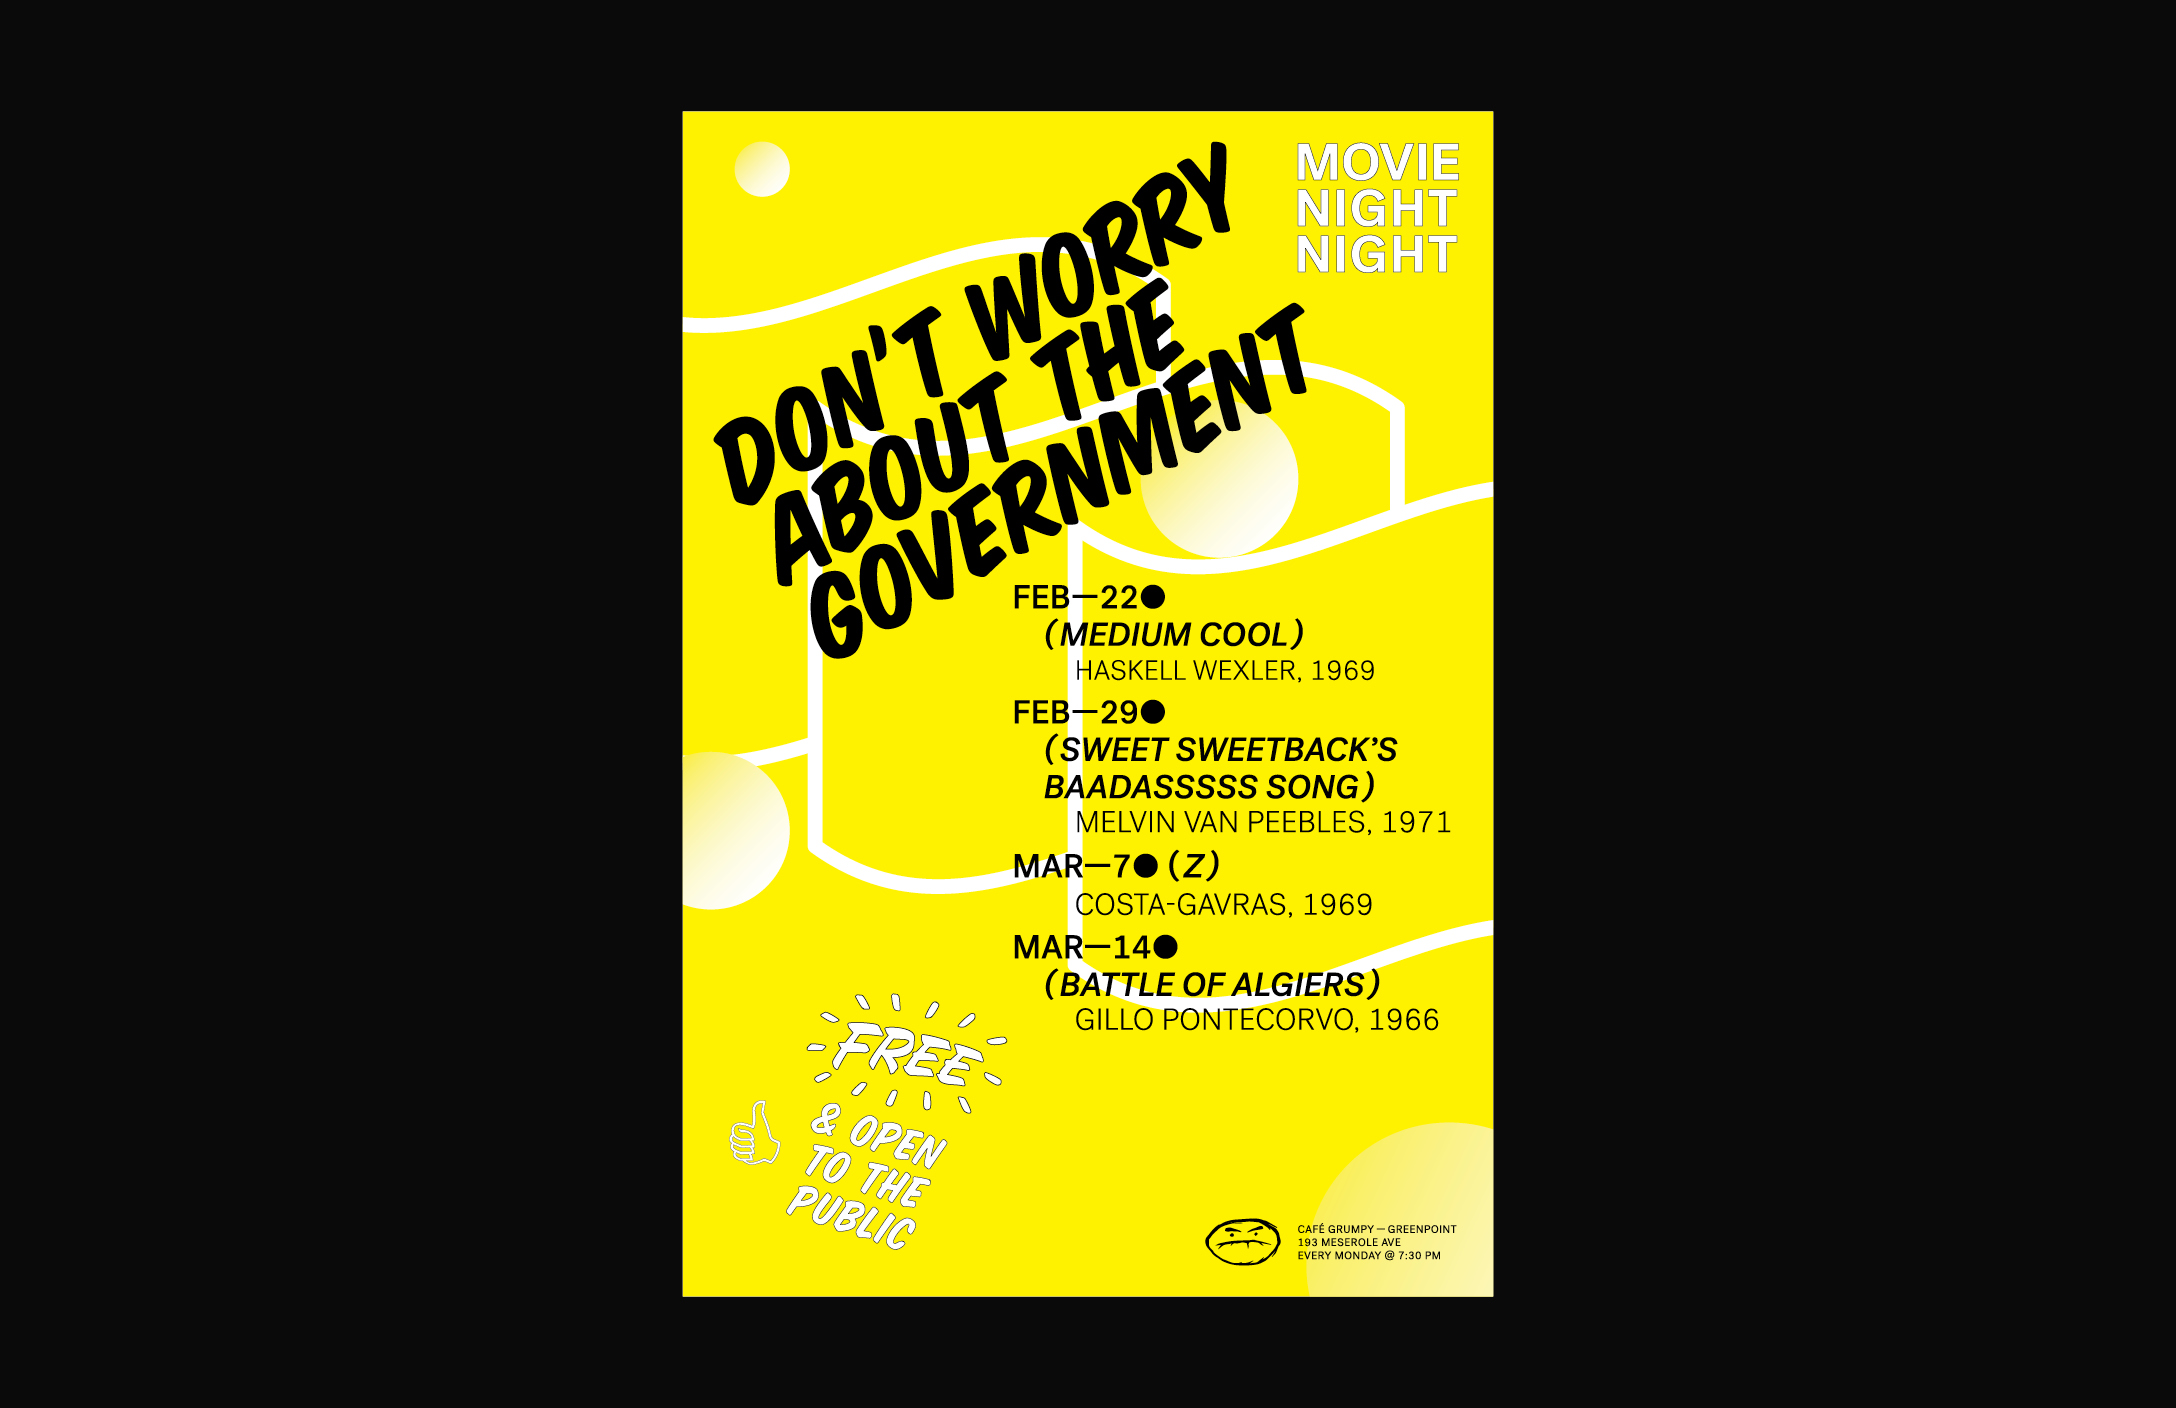 MOVIE
NIGHT
NIGHT
DON'T WORRY
ABOUT THE
GOVERNMENT
FEB—22●
(MEDIUM COOL)
HASKELL WEXLER, 1969
FEB—29●
(SWEET SWEETBACK’S
BAADASSSSS SONG)
MELVIN VAN PEEBLES, 1971
MAR—7● (Z)
COSTA-GAVRAS, 1969
MAR—14●
(BATTLE OF ALGIERS)
GILLO PONTECORVO, 1966
FREE
& OPEN
TO THE
PUBLIC
CAFÉ GRUMPY — GREENPOINT
193 MESEROLE AVE
EVERY MONDAY @ 7:30 PM